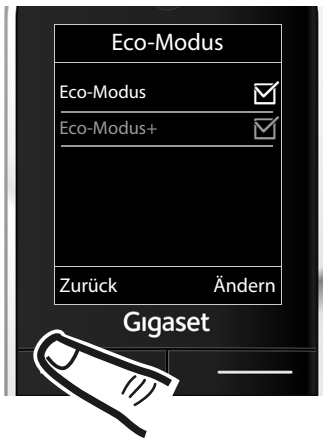 Eco-Modus
Eco-Modus
Eco-Modus+
Zurück Ändern
Gigaset